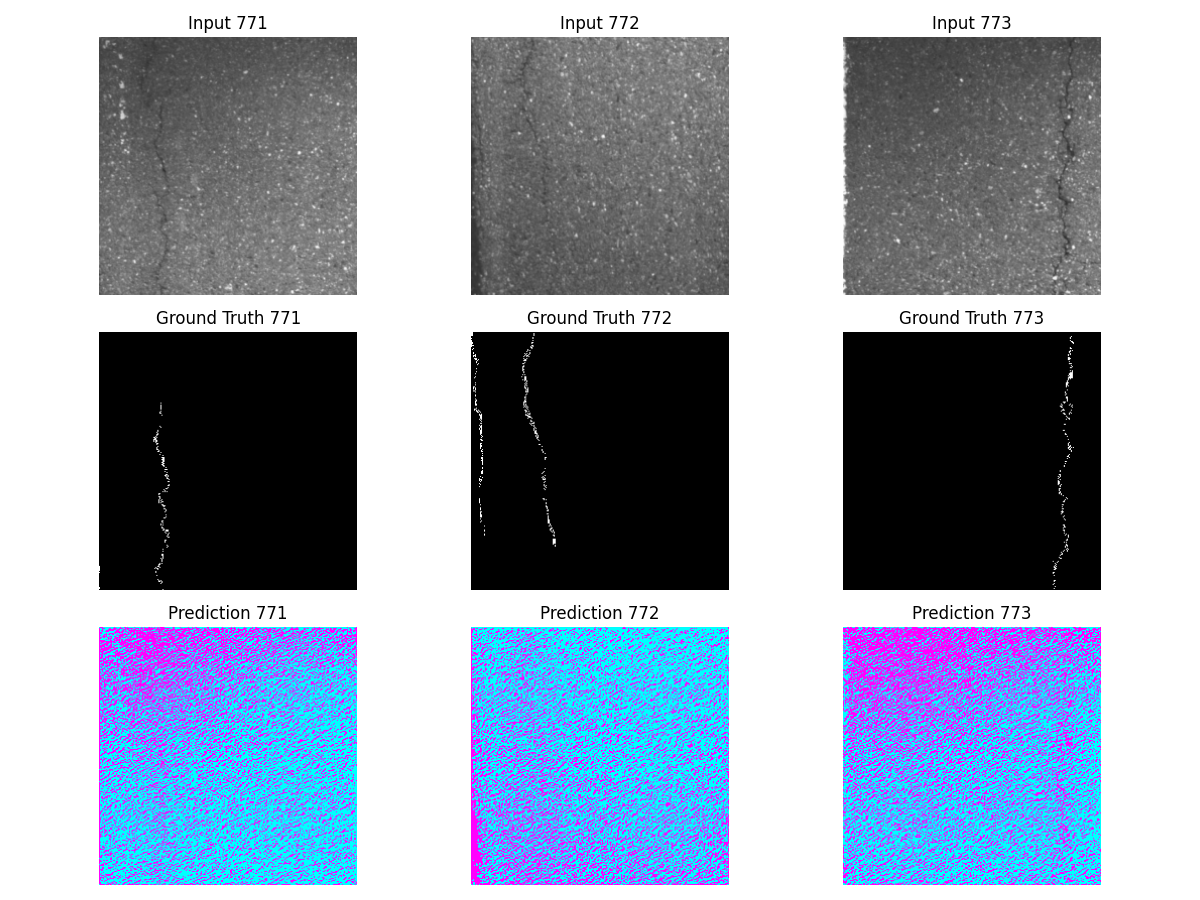 Input 771
Input 772
Input 773
Ground Truth 771
Ground Truth 772
Ground Truth 773
Prediction 771
Prediction 772
Prediction 773